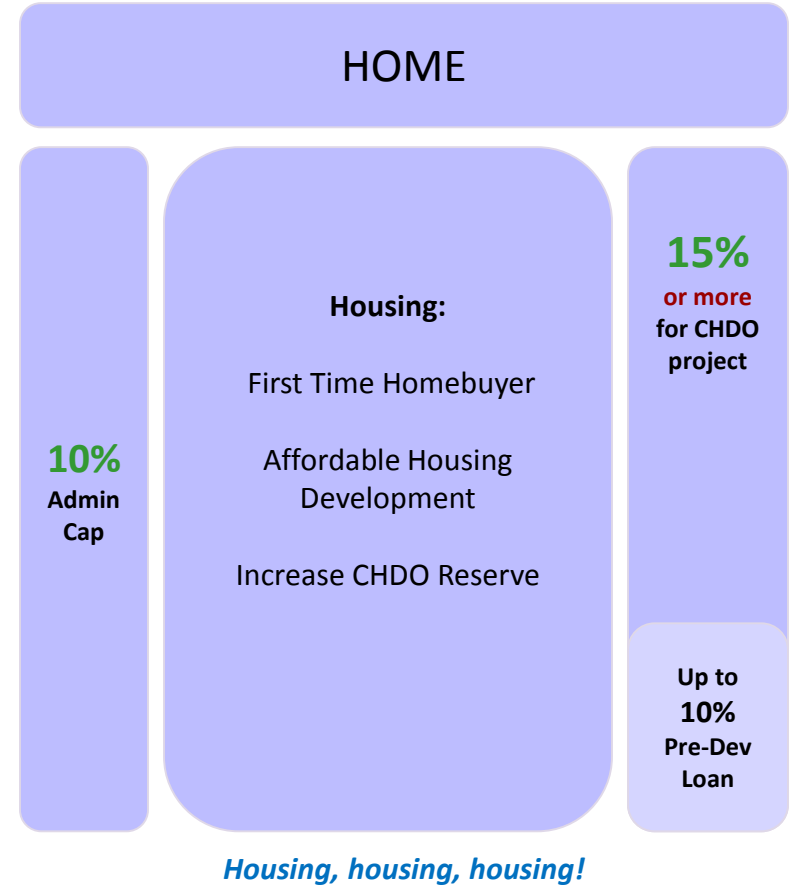 HOME
10%
Admin
Cap
Housing:
First Time Homebuyer
Affordable Housing
Development
Increase CHDO Reserve
15%
or more
for CHDO
project
Up to
10%
Pre-Dev
Loan
Housing, housing, housing!